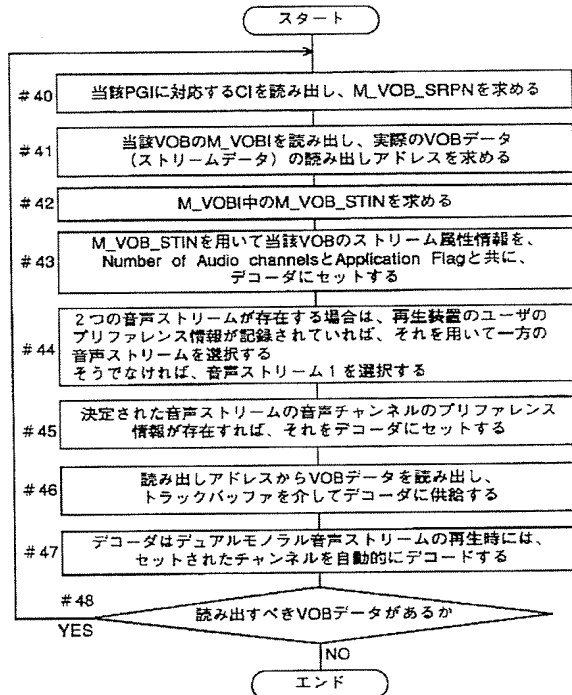 スタート
#40
当該PGIに対応するCIを読み出し、M_VOB_SRPNを求める
#41
当該VOBのM_VOBIを読み出し、実際のVOBデータ
(ストリームデータ)の読み出しアドレスを求める
#42
M_VOBI中のM_VOB_STINを求める
#43
M_VOB_STINを用いて当該VOBのストリーム属性情報を、
Number of Audio channelsとApplication Flagと共に、
デコーダにセットする
#44
2つの音声ストリームが存在する場合は、再生装置のユーザの
プリファレンス情報が記録されていれば、それを用いて一方の
音声ストリームを選択する
そうでなければ、音声ストリーム1を選択する
#45
決定された音声ストリームの音声チャンネルのプリファレンス
情報が存在すれば、それをデコーダにセットする
#46
読み出しアドレスからVOBデータを読み出し、
トラックバッファを介してデコーダに供給する
#47
デコーダはデュアルモノラル音声ストリームの再生時には、
セットされたチャンネルを自動的にデコードする
#48
読み出すべきVOBデータがあるか
YES
NO
エンド